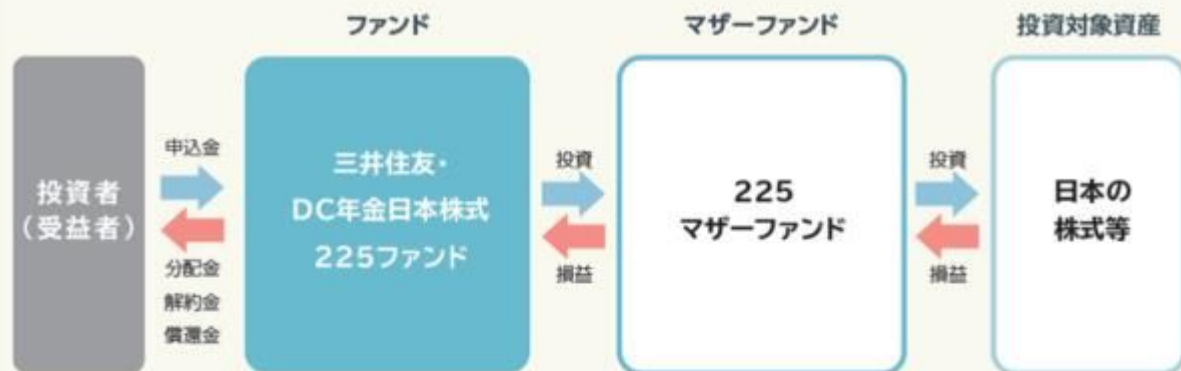 ファンド
マザーファンド
投資対象資産
投資者
（受益者）
申込金
分配金
解約金
償還金
三井住友・
DC年金日本株式
225ファンド
投資
損益
225
マザーファンド
投資
損益
日本の
株式等